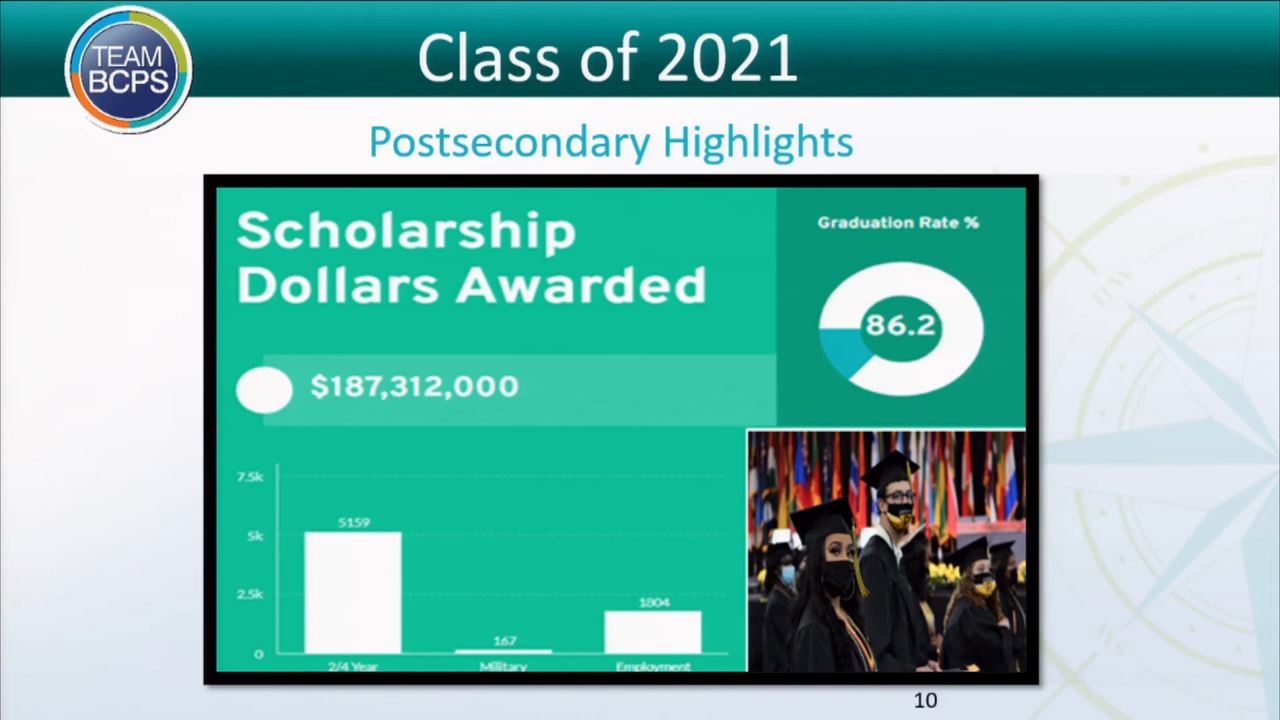 TEAM
BCPS
Class of 2021
Postsecondary Highlights
Scholarship
Dollars Awarded
$187,312,000
Graduation Rate %
86.2
7.5k
5k
2.5k
0
5159
167
1804
2/4 Year
Military
Employment
10